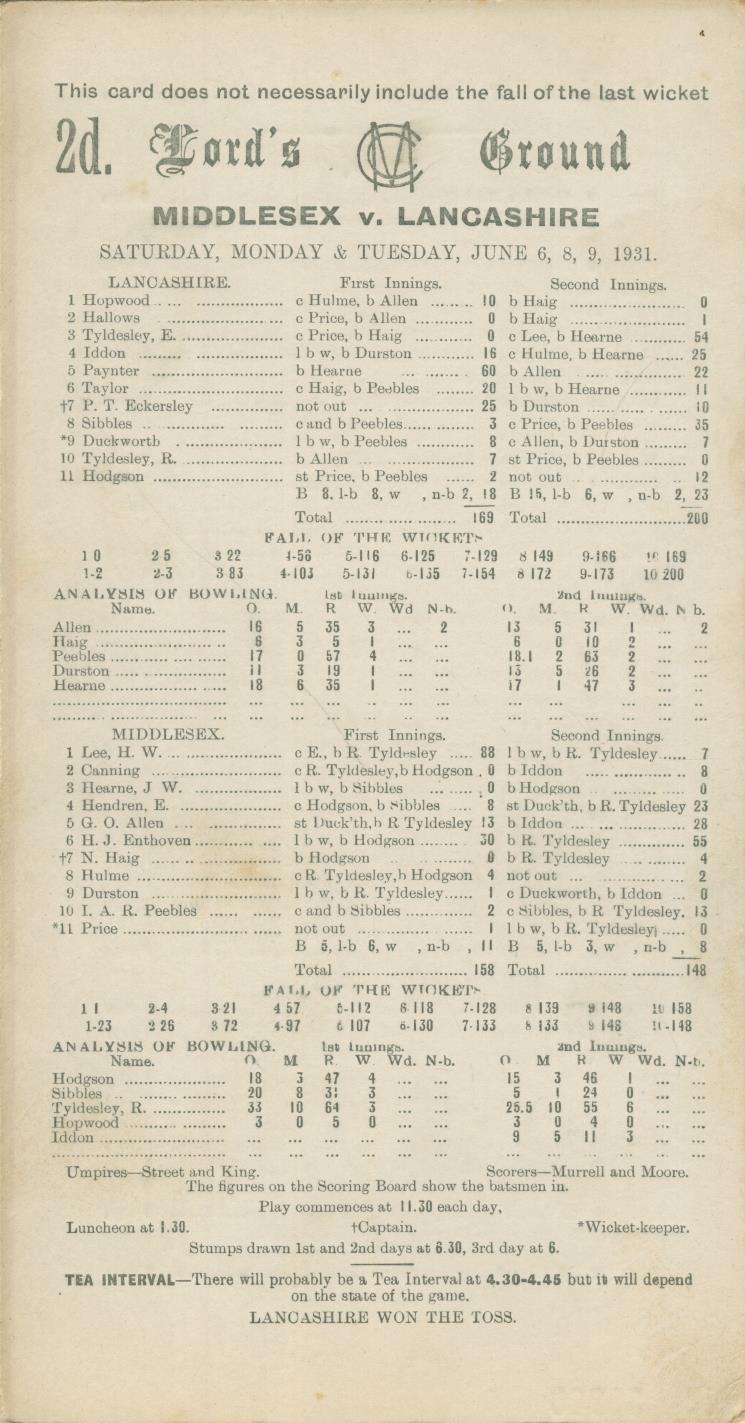 4
This card does not necessarily include the fall of the last wicket
2d. Lord's MCC Ground
MIDDLESEX v. LANCASHIRE
SATURDAY, MONDAY & TUESDAY, JUNE 6, 8, 9, 1931.
LANCASHIRE. First Innings. Second Innings.
1 Hopwood .. ... .................. c Hulme, b Allen ........ 10 b Haig ........................ 0
2 Hallows .................... ... c Price, b Allen ............ 0 b Haig ........................ 1
3 Tyldesley, E. ..................... c Price, b Haig ............ 0 c Lee, b Hearne ........... 54
4 Iddon ......... ................... l b w, b Durston ............ 16 c Hulme, b Hearne ...... 25
5 Paynter .......... ................ b Hearne ... ........ 60 b Allen ...... .............. 22
6 Taylor ............................. c Haig, b Peebles ........ 20 l b w, b Hearne ........... 11
†7 P. T. Eckersley ............... not out ... ............... 25 b Durston .................. 10
8 Sibbles .. ........................ c and b Peebles............ 3 c Price, b Peebles ........ 35
*9 Duckworth . ..................... l b w, b Peebles ............ 8 c Allen, b Durston ........ 7
10 Tyldesley, R. ..................... b Allen ... ................ 7 st Price, b Peebles ......... 0
11 Hodgson ........................... st Price, b Peebles ...... 2 not out ... .............. 12
B 8, l-b 8, w , n-b 2, 18 B 15, l-b 6, w , n-b 2, 23
Total .................... 169 Total ........................200
FALL OF THE WICKETS
1 0 2 5 3 22 4-56 5-116 6-125 7-129 8 149 9-166 10 169
1-2 2-3 3 83 4-103 5-131 6-135 7-154 8 172 9-173 10 200
ANALYSIS OF BOWLING. 1st Innings. 2nd Innings.
Name. O. M. R W. Wd N-b. O. M. R W. Wd. N b.
Allen ........................... 16 5 35 3 ... 2 13 5 31 1 ... 2
Haig ...................... .. 6 3 5 1 ... ... 6 0 10 2 ... ...
Peebles ........... .... ..... 17 0 57 4 ... ... 18.1 2 63 2 ... ...
Durston ........................ 11 3 19 1 ... ... 13 5 26 2 ... ...
Hearne .................. ..... 18 6 35 1 ... ... 17 1 47 3 ... ..
MIDDLESEX. First Innings. Second Innings.
1 Lee, H. W. ... .................. c E., b R. Tyldesley ..... 88 l b w, b R. Tyldesley...... 7
2 Canning ........................ c R. Tyldesley,b Hodgson . 0 b Iddon ...... ............ 8
3 Hearne, J W. .................. l b w, b Sibbles ... ....... 0 b Hodgson ... ........... 0
4 Hendren, E. ..................... c Hodgson, b Sibbles .... 8 st Duck'th, b R. Tyldesley 23
5 G. O. Allen .... .................. st Duck'th,b R Tyldesley 13 b Iddon ... ... ........... 28
6 H. J. Enthoven ............ .... l b w, b Hodgson ....... . 30 b R. Tyldesley ............ 55
†7 N. Haig ...... .. ............... b Hodgson .. ........ 0 b R. Tyldesley .... ....... 4
8 Hulme ... ........................ c R. Tyldesley,b Hodgson 4 not out ... ............... 2
9 Durston ........................... l b w, b R. Tyldesley...... 1 c Duckworth, b Iddon ... 0
10 I. A. R. Peebles ...... ...... c and b Sibbles ............ 2 c Sibbles, b R Tyldesley. 13
*11 Price ............................. not out ... ............... 1 l b w, b R. Tyldesley ..... 0
B 5, l-b 6, w , n-b , 11 B 5, l-b 3, w , n-b , 8
Total ...................... 158 Total ........................148
FALL OF THE WICKETS
1 1 2-4 3 21 4 57 5-112 6 118 7-128 8 139 9 148 10 158
1-23 2 26 3 72 4-97 5 107 6-130 7-133 8 133 9 146 10-148
ANALYSIS OF BOWLING. 1st Innings. 2nd Innings.
Name. O. M R. W. Wd. N-b. O M R W Wd. N-b.
Hodgson ..................... 18 3 47 4 ... ... 15 3 46 1 ... ...
Sibbles .. ..................... 20 8 31 3 ... ... 5 1 24 0 ... ...
Tyldesley, R. ................ 33 10 64 3 ... ... 25.5 10 55 6 ... ...
Hopwood .................... 3 0 5 0 ... ... 3 0 4 0 ... ...
Iddon ......................... ... ... ... ... ... ... 9 5 11 3 ... ...
Umpires—Street and King. Scorers—Murrell and Moore.
The figures on the Scoring Board show the batsmen in.
Play commences at 11.30 each day,
Luncheon at 1.30. †Captain. *Wicket-keeper.
Stumps drawn 1st and 2nd days at 6.30, 3rd day at 6.
TEA INTERVAL—There will probably be a Tea Interval at 4.30-4.45 but it will depend
on the state of the game.
LANCASHIRE WON THE TOSS.